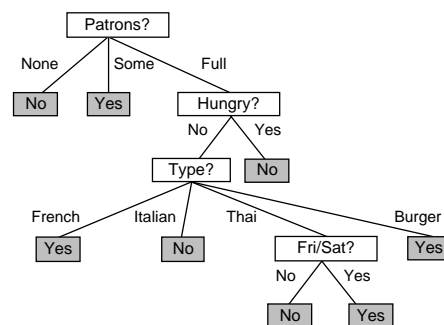 Patrons?
None Some Full
No Yes Hungry?
No Yes
Type? No
French Italian Thai Burger
Yes No Fri/Sat? Yes
No Yes
No Yes